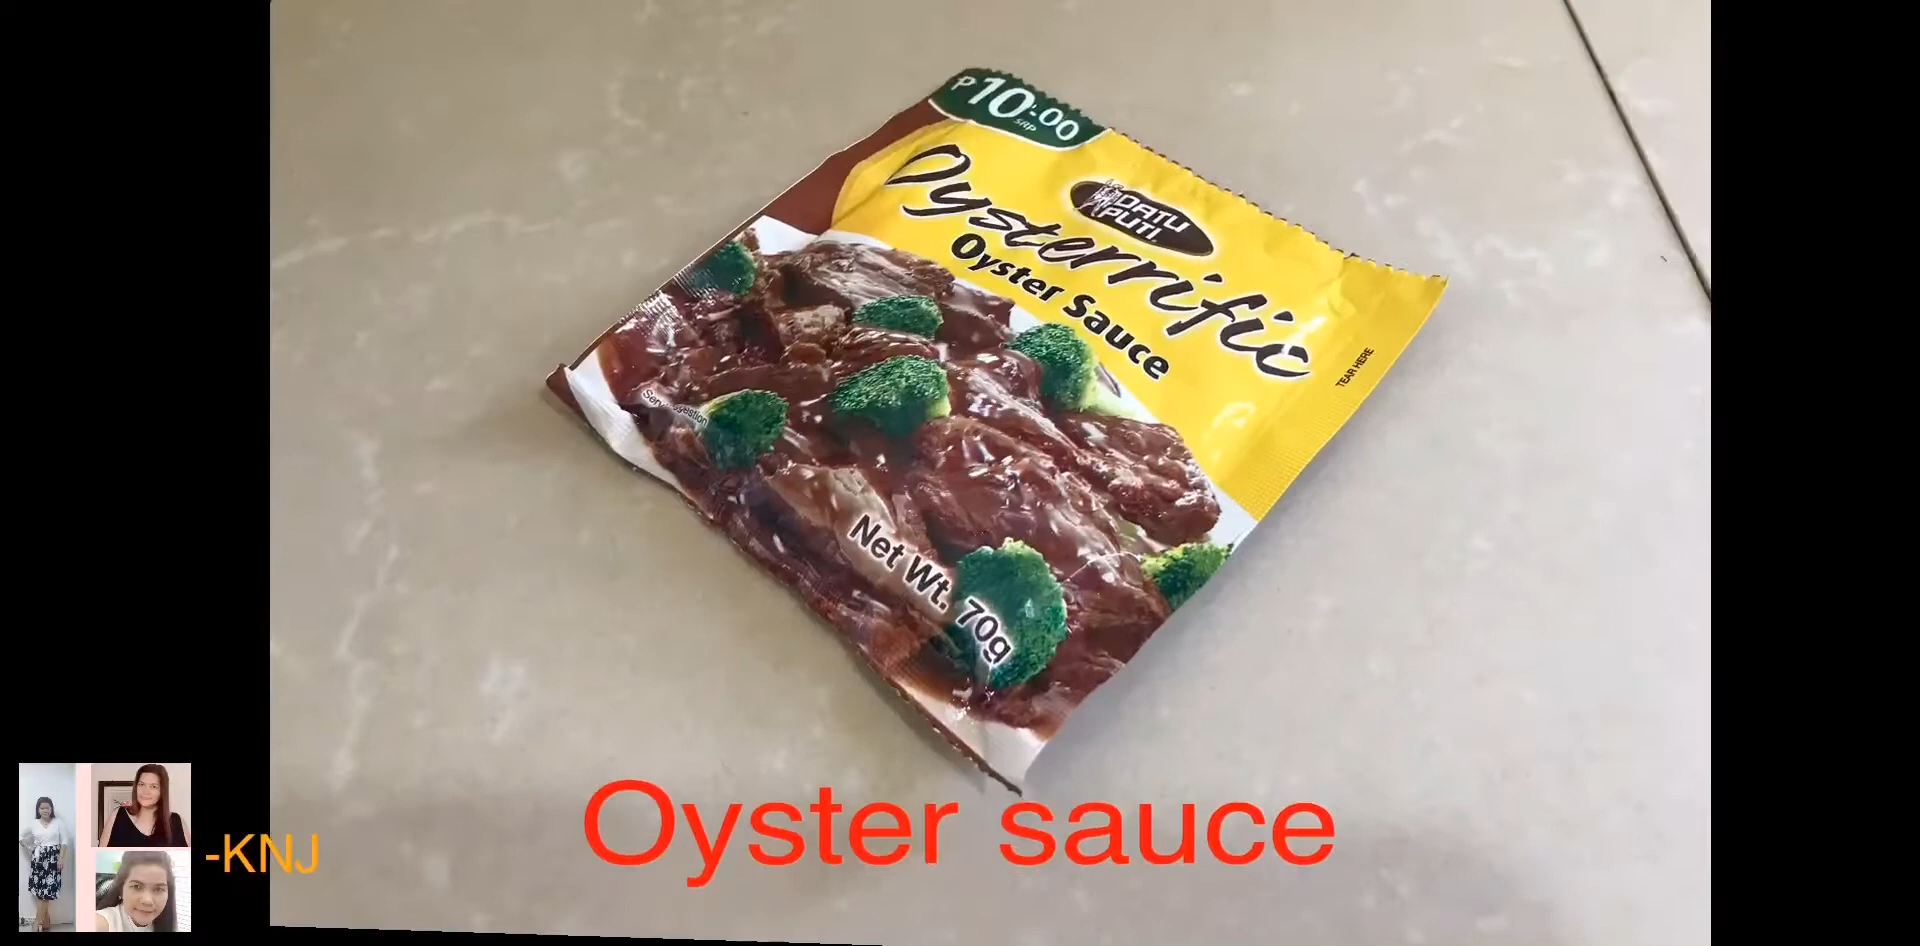 ₱10.00
SRP
DATU
PUTI
Oysterrific
Oyster Sauce
TEAR HERE
Net Wt. 70g
Oyster sauce
-KNJ